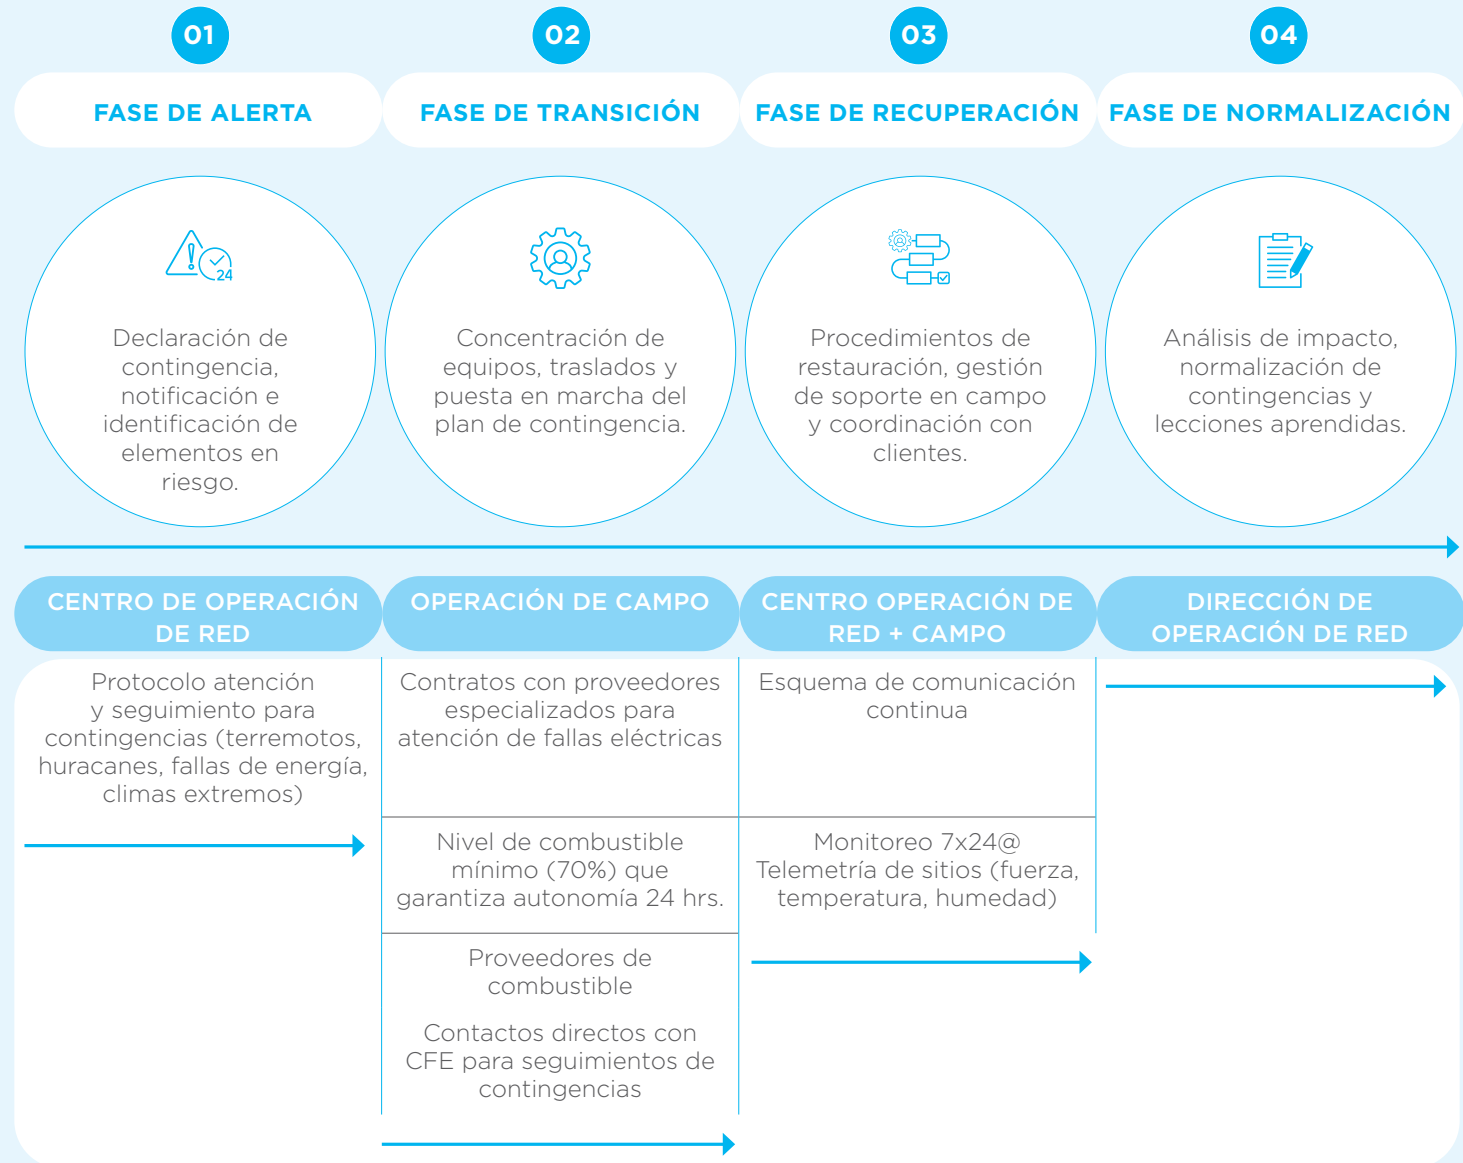 01
FASE DE ALERTA
24
Declaración de
contingencia,
notificación e
identificación de
elementos en
riesgo.
02
FASE DE TRANSICIÓN
Concentración de
equipos, traslados y
puesta en marcha del
plan de contingencia.
03
FASE DE RECUPERACIÓN
Procedimientos de
restauración, gestión
de soporte en campo
y coordinación con
clientes.
04
FASE DE NORMALIZACIÓN
Análisis de impacto,
normalización de
contingencias y
lecciones aprendidas.
CENTRO DE OPERACIÓN
DE RED
Protocolo atención
y seguimiento para
contingencias (terremotos,
huracanes, fallas de energía,
climas extremos)
OPERACIÓN DE CAMPO
Contratos con proveedores
especializados para
atención de fallas eléctricas
Nivel de combustible
mínimo (70%) que
garantiza autonomía 24 hrs.
Proveedores de
combustible
Contactos directos con
CFE para seguimientos de
contingencias
CENTRO OPERACIÓN DE
RED + CAMPO
Esquema de comunicación
continua
Monitoreo 7x24@
Telemetría de sitios (fuerza,
temperatura, humedad)
DIRECCIÓN DE
OPERACIÓN DE RED